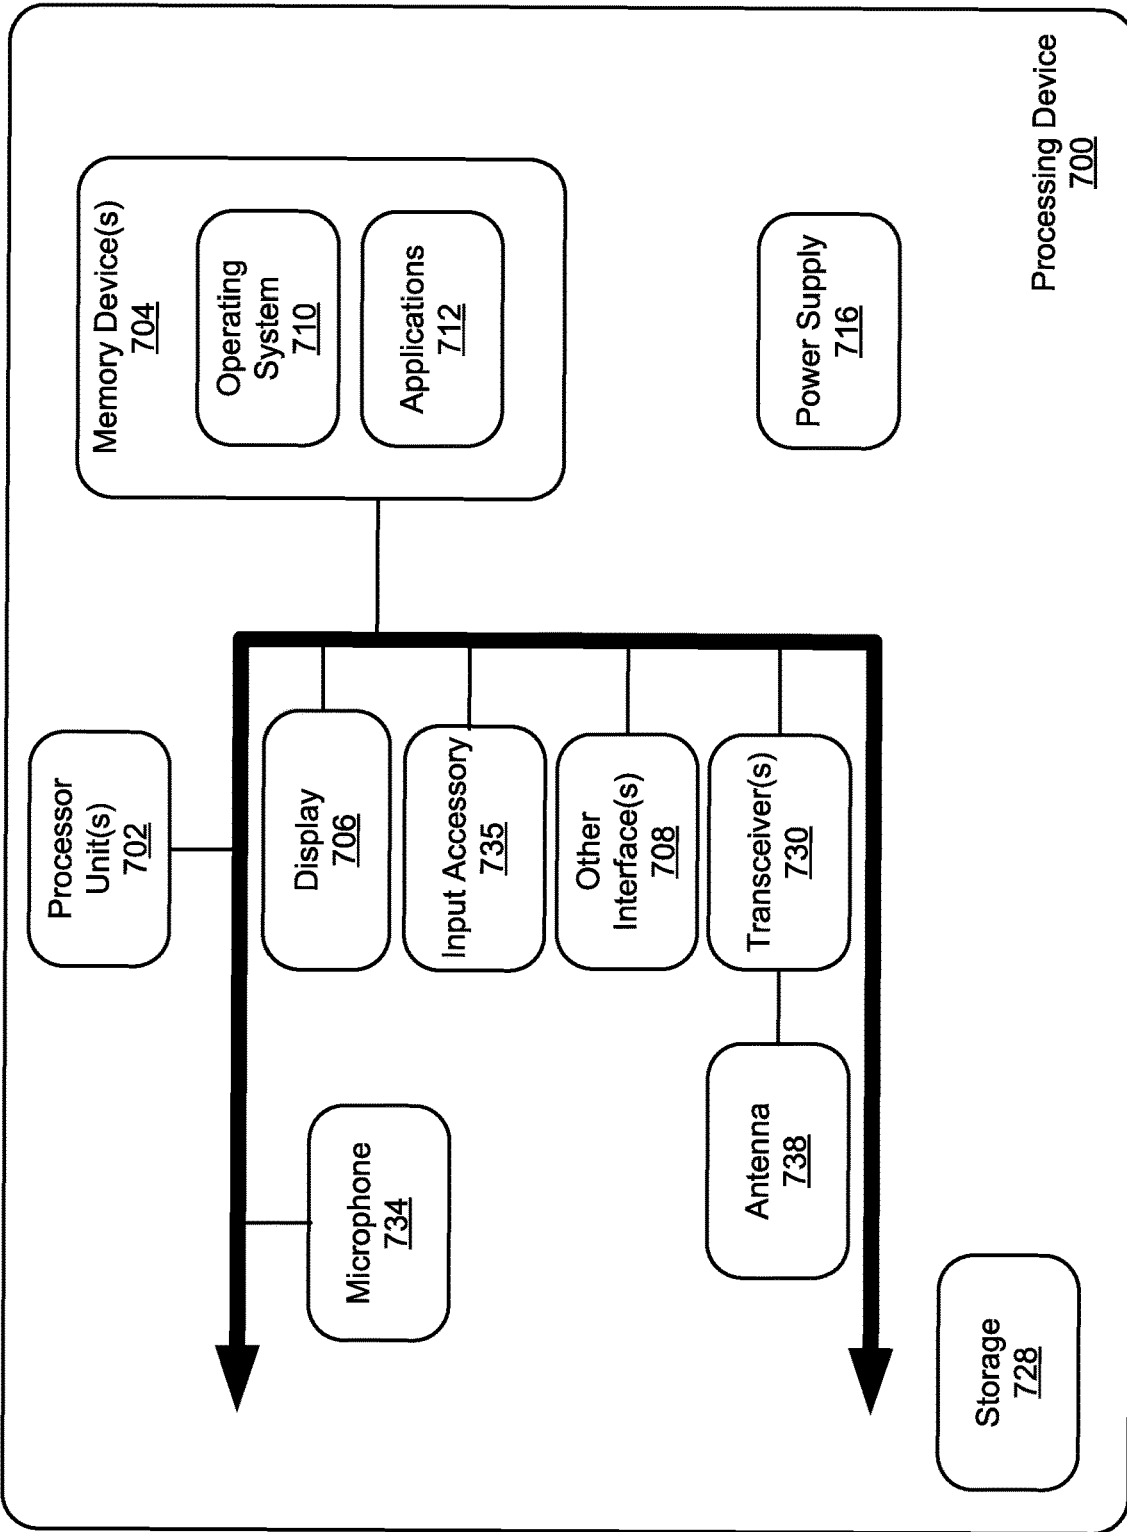 Memory Device(s)
704
Operating
System
710
Applications
712
Power Supply
716
Processing Device
700
Processor
Unit(s)
702
Display
706
Input Accessory
735
Other
Interface(s)
708
Transceiver(s)
730
Microphone
734
Antenna
738
Storage
728